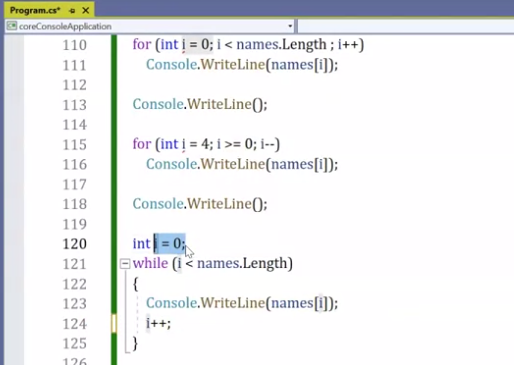 Program.cs*
coreConsoleApplication
110 for (int i = 0; i < names.Length ; i++)
111 Console.WriteLine(names[i]);
112
113 Console.WriteLine();
114
115 for (int i = 4; i >= 0; i--)
116 Console.WriteLine(names[i]);
117
118 Console.WriteLine();
119
120 int i = 0;
121 while (i < names.Length)
122 {
123 Console.WriteLine(names[i]);
124 i++;
125 }
126